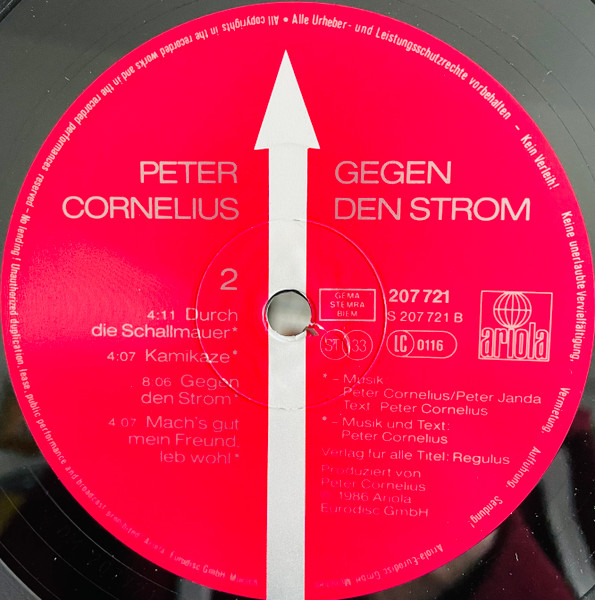 All copyrights in the recorded works and in the recorded performances reserved – No lending! Unauthorized duplication, lease, public performance and broadcast prohibited. Ariola-Eurodisc GmbH
• Alle Urheber- und Leistungsschutzrechte vorbehalten – Kein Verleih! Keine unerlaubte Vervielfältigung, Vermietung, Aufführung, Sendung! Ariola-Eurodisc GmbH
PETER
CORNELIUS
GEGEN
DEN STROM
2
4:11 Durch
die Schallmauer*
4:07 Kamikaze*
8:06 Gegen
den Strom*
4:07 Mach's gut
mein Freund,
leb wohl*
GEMA
STEMRA
BIEM
207 721
S 207 721 B
ST 33
LC 0116
ariola
* – Musik
Peter Cornelius/Peter Janda
Text: Peter Cornelius
* – Musik und Text:
Peter Cornelius
Verlag für alle Titel: Regulus
Produziert von
Peter Cornelius
℗ 1986 Ariola
Eurodisc GmbH